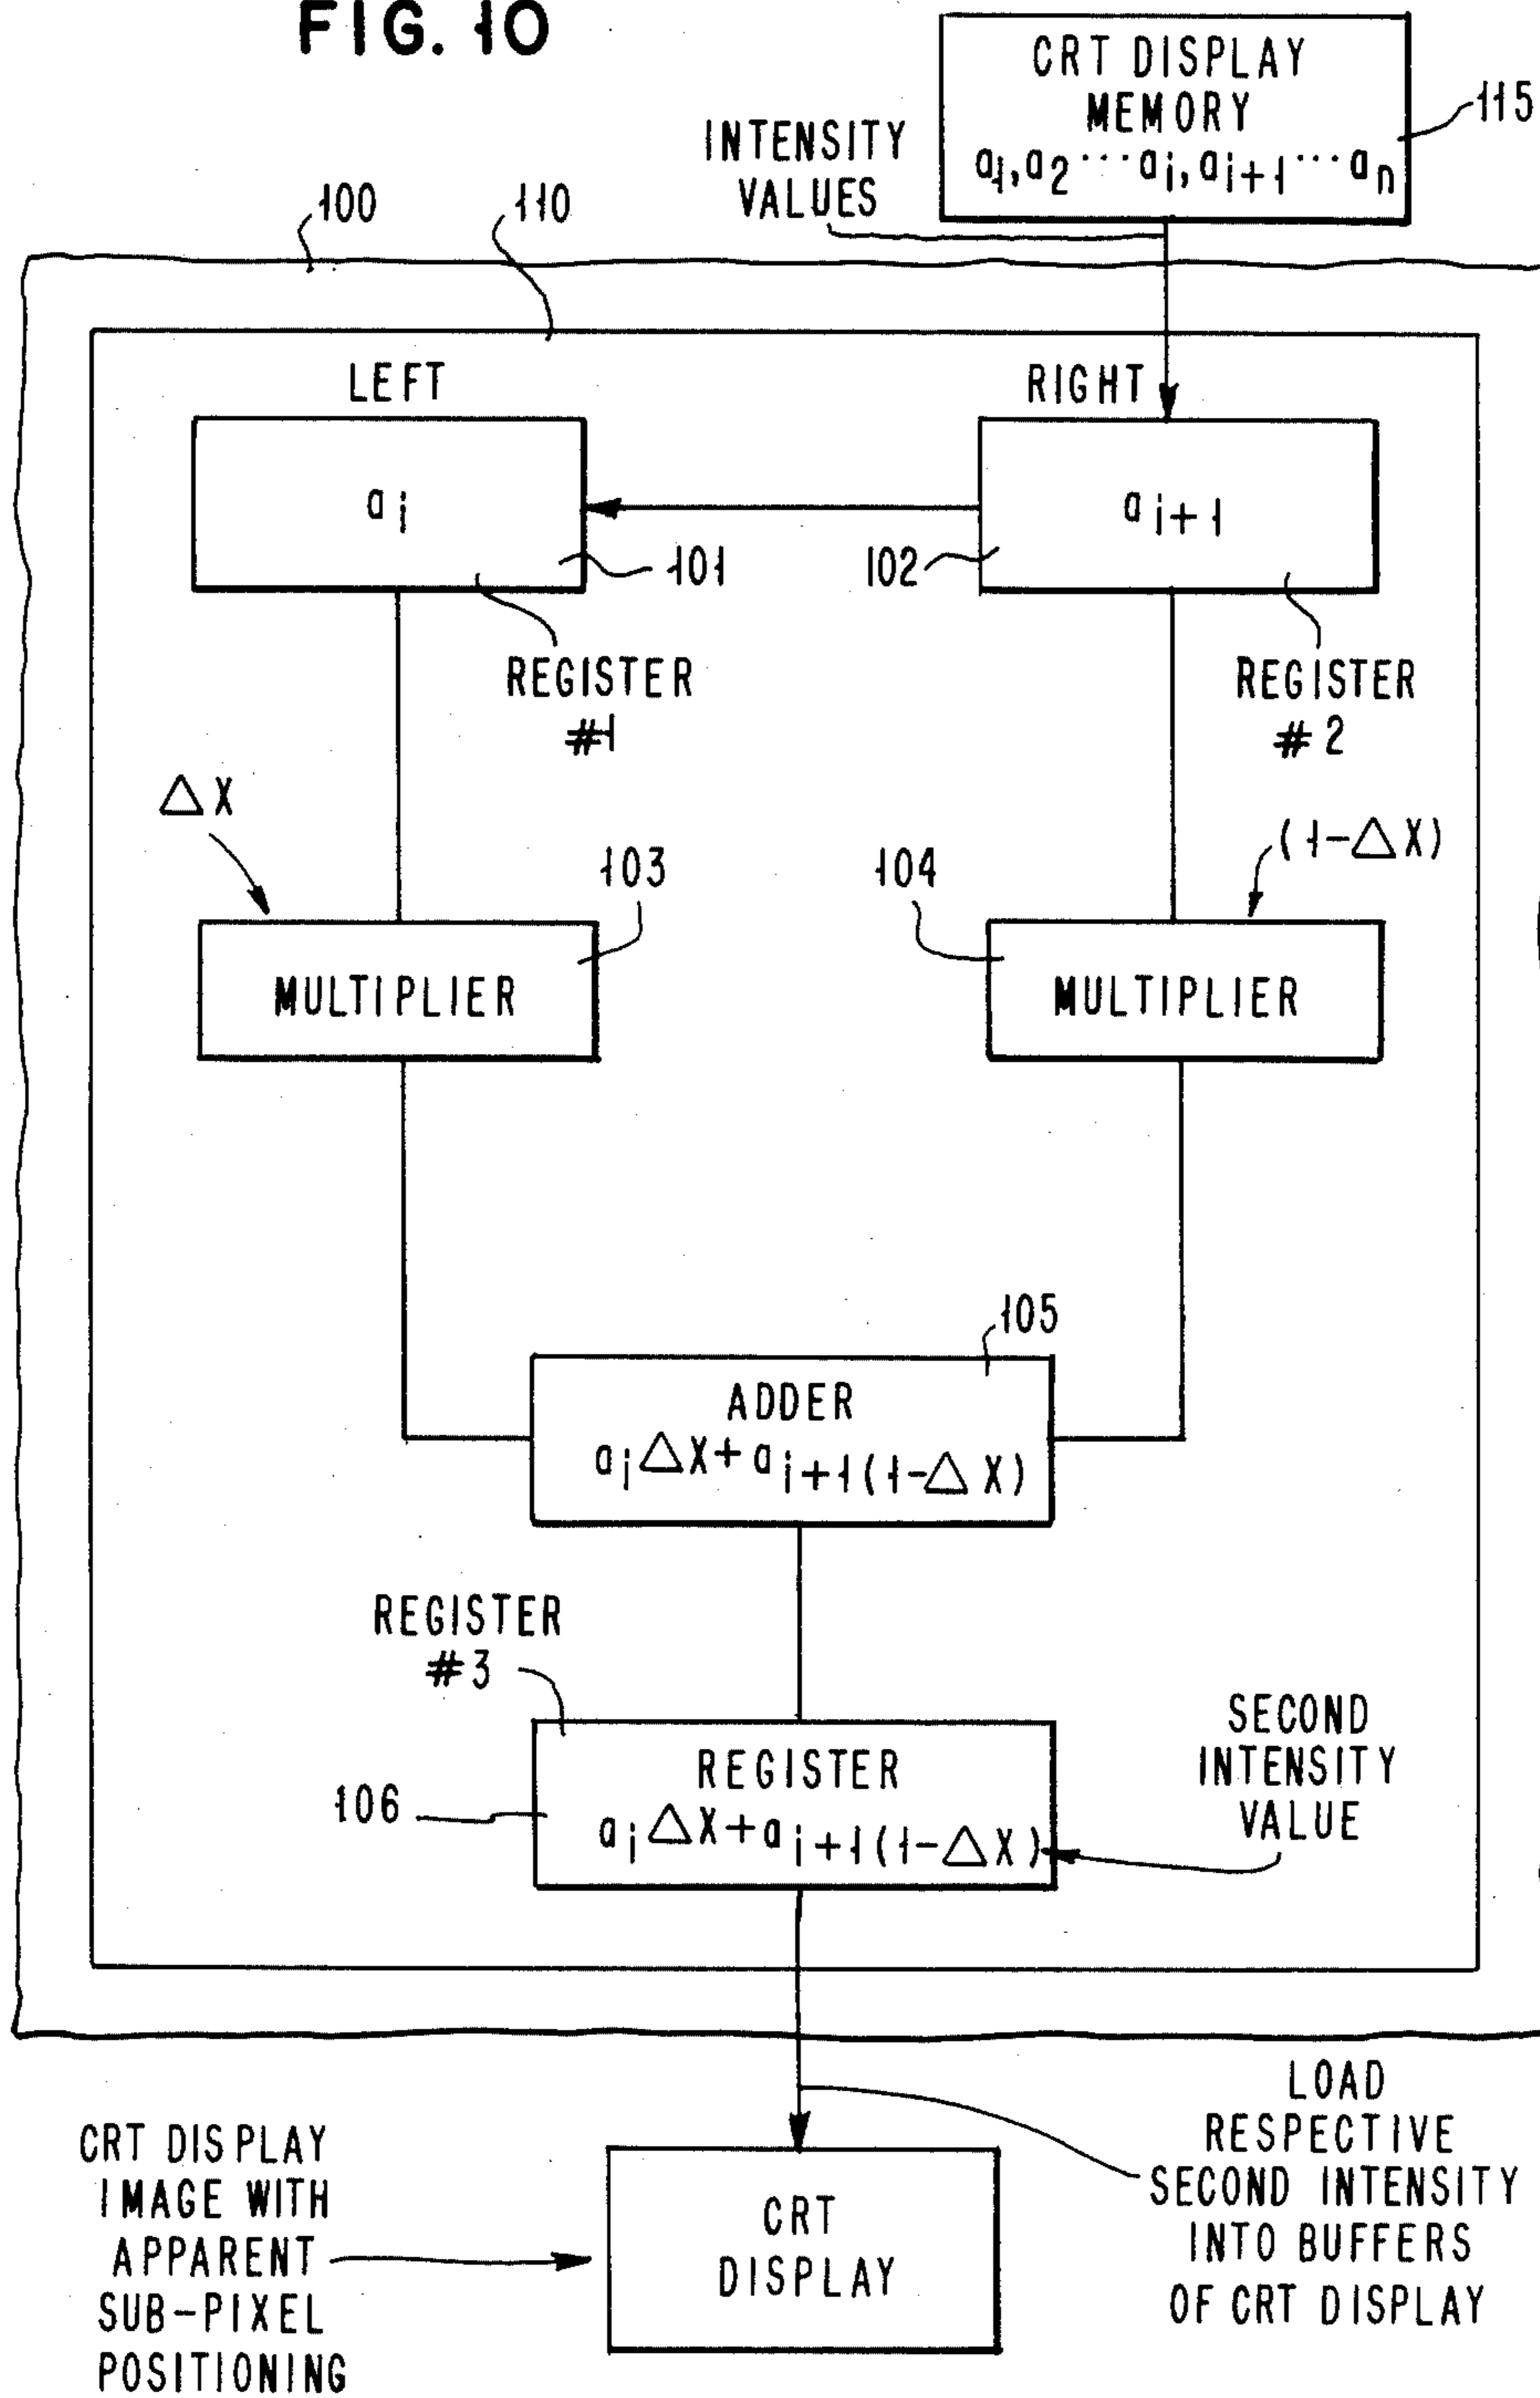 FIG. 10
CRT DISPLAY
MEMORY
a1, a2 ··· ai, ai+1 ··· an
115
INTENSITY
VALUES
100
110
LEFT
RIGHT
ai
ai+1
101
102
REGISTER
#1
REGISTER
#2
ΔX
(1-ΔX)
103
104
MULTIPLIER
MULTIPLIER
105
ADDER
aiΔX+ai+1(1-ΔX)
REGISTER
#3
SECOND
INTENSITY
VALUE
106
REGISTER
aiΔX+ai+1(1-ΔX)
LOAD
RESPECTIVE
SECOND INTENSITY
INTO BUFFERS
OF CRT DISPLAY
CRT DISPLAY
IMAGE WITH
APPARENT
SUB-PIXEL
POSITIONING
CRT
DISPLAY